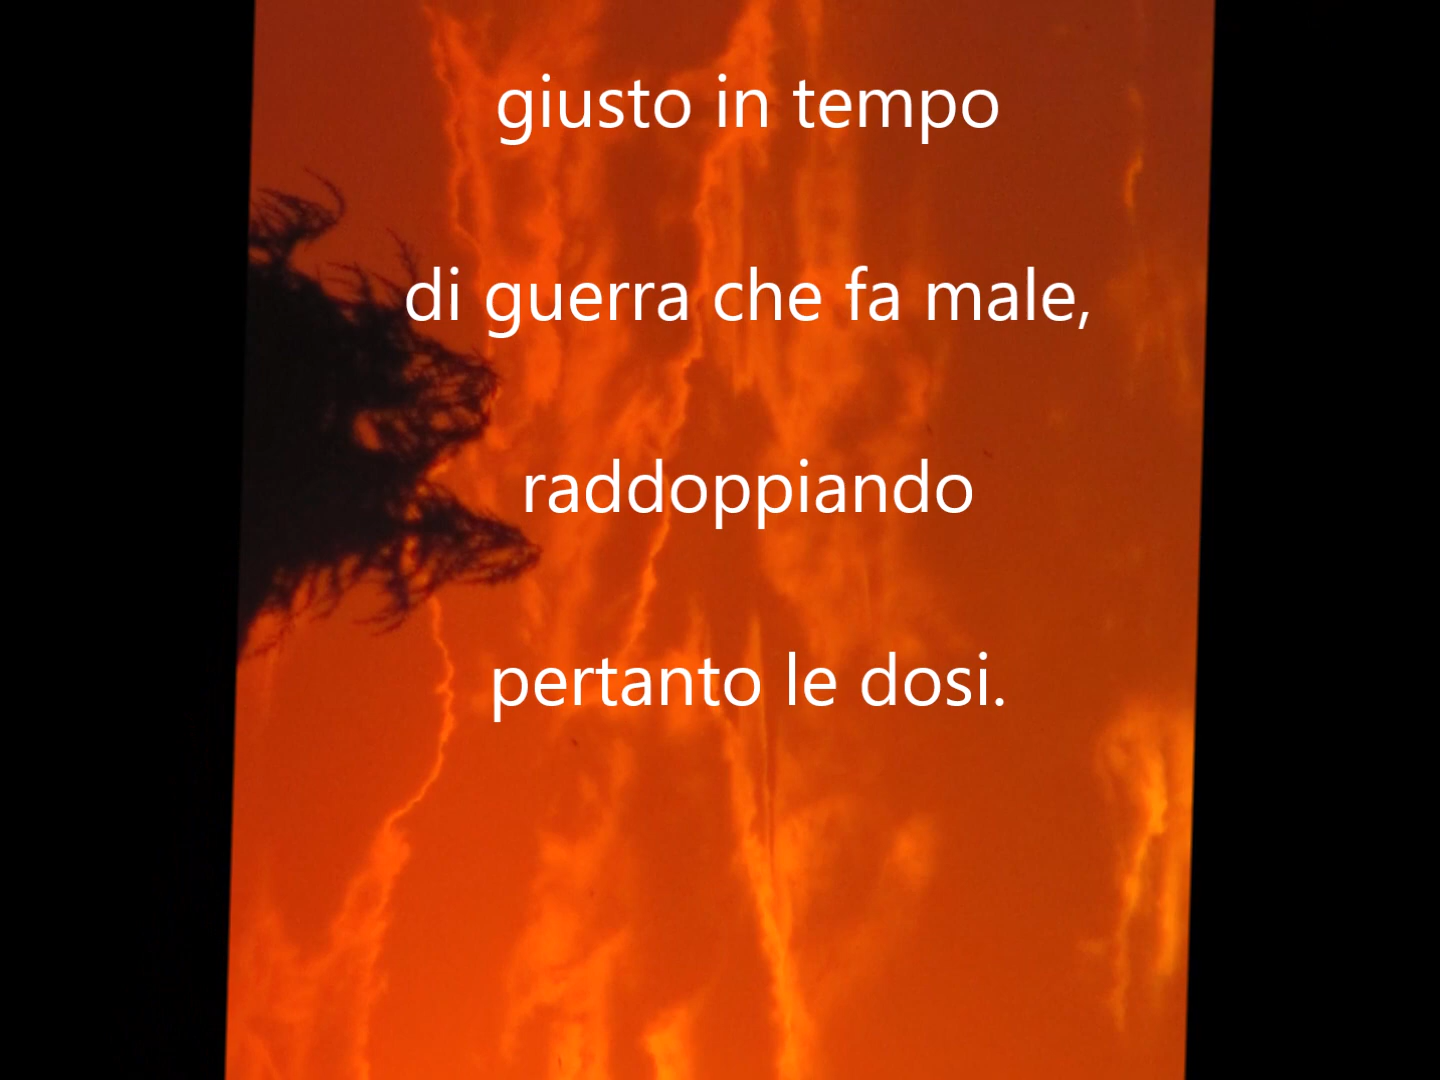 giusto in tempo
di guerra che fa male,
raddoppiando
pertanto le dosi.